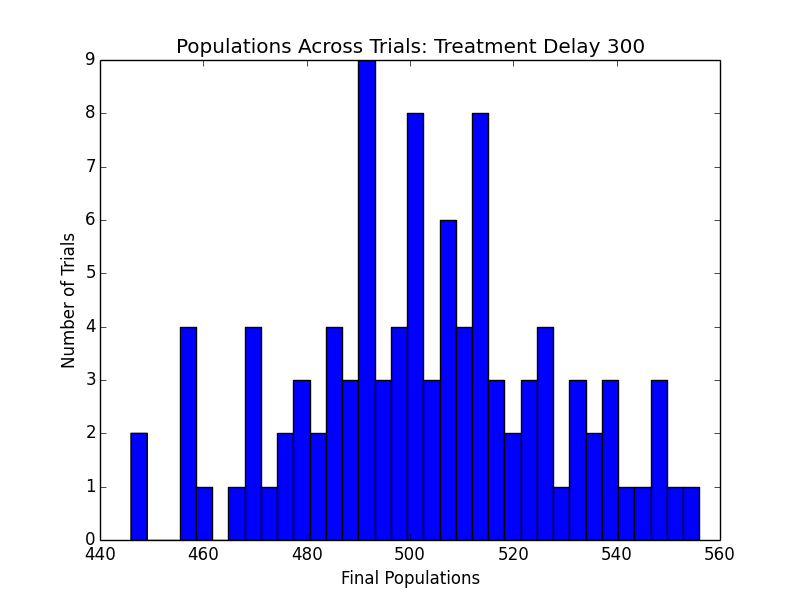 Populations Across Trials: Treatment Delay 300
9
8
7
6
5
4
3
2
1
0
Number of Trials
440 460 480 500 520 540 560
Final Populations